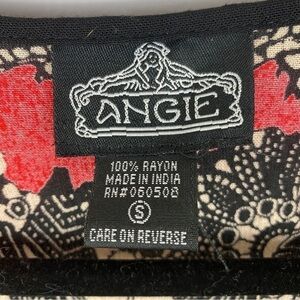 ANGIE
100% RAYON
MADE IN INDIA
RN#060508
S
CARE ON REVERSE